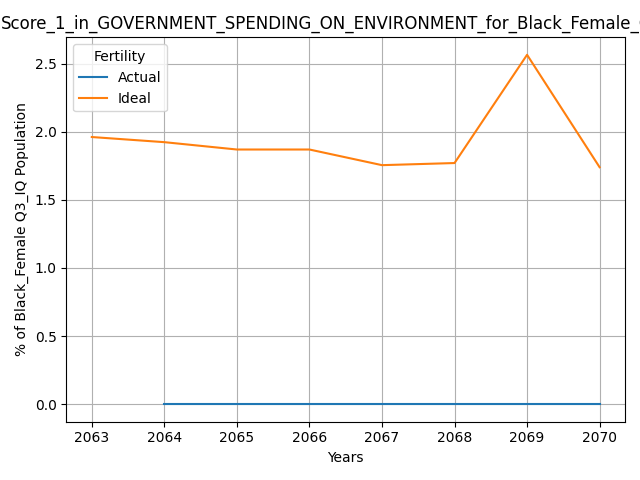 Score_1_in_GOVERNMENT_SPENDING_ON_ENVIRONMENT_for_Black_Female_
Fertility
Actual
Ideal
% of Black_Female Q3_IQ Population
2.5
2.0
1.5
1.0
0.5
0.0
2063 2064 2065 2066 2067 2068 2069 2070
Years